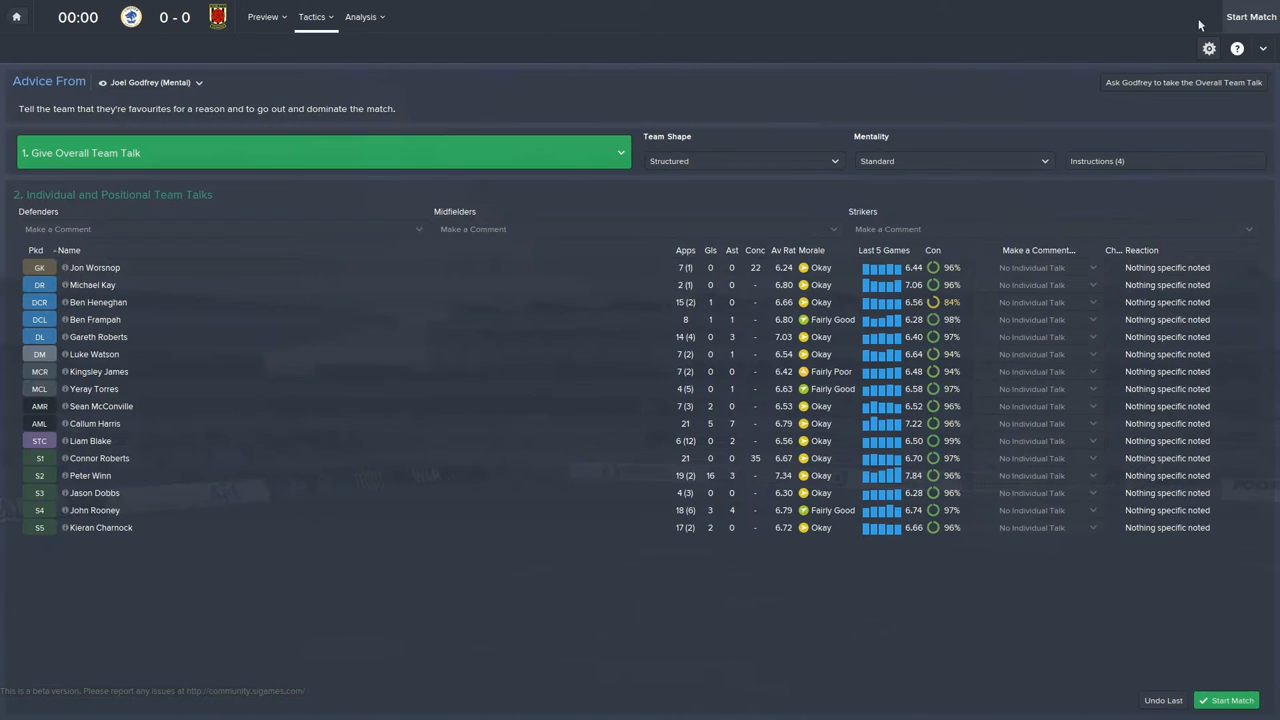 00:00 0 - 0 Preview Tactics Analysis Start Match
Advice From Joel Godfrey (Mental) Ask Godfrey to take the Overall Team Talk
Tell the team that they're favourites for a reason and to go out and dominate the match.
1. Give Overall Team Talk
Team Shape Mentality
Structured Standard Instructions (4)
2. Individual and Positional Team Talks
Defenders Midfielders Strikers
Make a Comment Make a Comment Make a Comment
Pkd Name Apps Gls Ast Conc Av Rat Morale Last 5 Games Con Make a Comment... Ch... Reaction
GK Jon Worsnop 7 (1) 0 0 22 6.24 Okay 6.44 96% No Individual Talk Nothing specific noted
DR Michael Kay 2 (1) 0 0 - 6.80 Okay 7.06 96% No Individual Talk Nothing specific noted
DCR Ben Heneghan 15 (2) 1 0 - 6.66 Okay 6.56 84% No Individual Talk Nothing specific noted
DCL Ben Frampah 8 1 1 - 6.80 Fairly Good 6.28 98% No Individual Talk Nothing specific noted
DL Gareth Roberts 14 (4) 0 3 - 7.03 Okay 6.40 97% No Individual Talk Nothing specific noted
DM Luke Watson 7 (2) 0 1 - 6.54 Okay 6.64 94% No Individual Talk Nothing specific noted
MCR Kingsley James 7 (2) 0 0 - 6.42 Fairly Poor 6.48 94% No Individual Talk Nothing specific noted
MCL Yeray Torres 4 (5) 0 1 - 6.63 Fairly Good 6.58 97% No Individual Talk Nothing specific noted
AMR Sean McConville 7 (3) 2 0 - 6.53 Okay 6.52 96% No Individual Talk Nothing specific noted
AML Callum Harris 21 5 7 - 6.79 Okay 7.22 96% No Individual Talk Nothing specific noted
STC Liam Blake 6 (12) 0 2 - 6.56 Okay 6.50 99% No Individual Talk Nothing specific noted
S1 Connor Roberts 21 0 0 35 6.67 Okay 6.70 97% No Individual Talk Nothing specific noted
S2 Peter Winn 19 (2) 16 3 - 7.34 Okay 7.84 96% No Individual Talk Nothing specific noted
S3 Jason Dobbs 4 (3) 0 0 - 6.30 Okay 6.28 96% No Individual Talk Nothing specific noted
S4 John Rooney 18 (6) 3 4 - 6.79 Fairly Good 6.74 97% No Individual Talk Nothing specific noted
S5 Kieran Charnock 17 (2) 2 0 - 6.72 Okay 6.66 96% No Individual Talk Nothing specific noted
This is a beta version. Please report any issues at http://community.sigames.com/
Undo Last Start Match